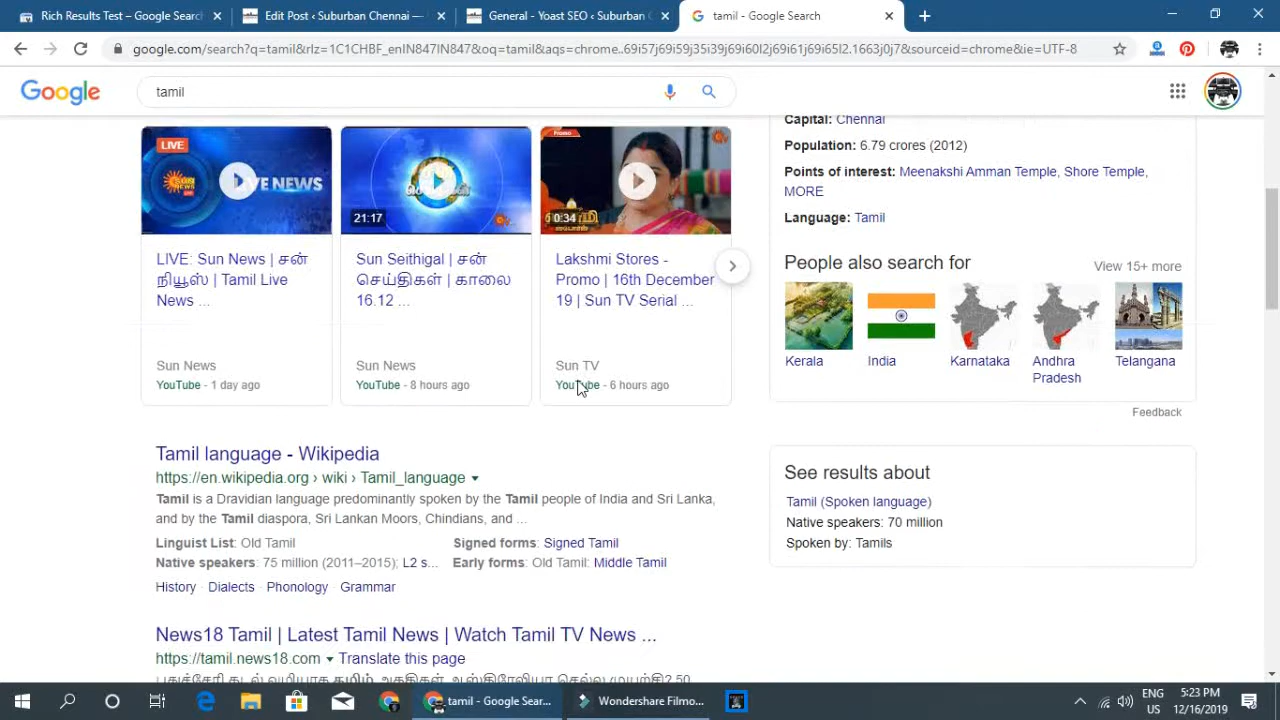 Rich Results Test – Google Search
Edit Post ‹ Suburban Chennai —
General - Yoast SEO ‹ Suburban C
tamil - Google Search
google.com/search?q=tamil&rlz=1C1CHBF_enIN847IN847&oq=tamil&aqs=chrome..69i57j69i59j35i39j69i60l2j69i61j69i65l2.1663j0j7&sourceid=chrome&ie=UTF-8
Google
tamil
Capital: Chennai
Population: 6.79 crores (2012)
Points of interest: Meenakshi Amman Temple, Shore Temple,
MORE
Language: Tamil
LIVE
LIVE NEWS
21:17
Promo
0:34
LIVE: Sun News | சன்
நியூஸ் | Tamil Live
News ...
Sun News
YouTube - 1 day ago
Sun Seithigal | சன்
செய்திகள் | காலை
16.12 ...
Sun News
YouTube - 8 hours ago
Lakshmi Stores -
Promo | 16th December
19 | Sun TV Serial ...
Sun TV
YouTube - 6 hours ago
People also search for
View 15+ more
Kerala
India
Karnataka
Andhra
Pradesh
Telangana
Feedback
Tamil language - Wikipedia
https://en.wikipedia.org › wiki › Tamil_language
Tamil is a Dravidian language predominantly spoken by the Tamil people of India and Sri Lanka,
and by the Tamil diaspora, Sri Lankan Moors, Chindians, and ...
Linguist List: Old Tamil
Signed forms: Signed Tamil
Native speakers: 75 million (2011–2015); L2 s...
Early forms: Old Tamil: Middle Tamil
History · Dialects · Phonology · Grammar
See results about
Tamil (Spoken language)
Native speakers: 70 million
Spoken by: Tamils
News18 Tamil | Latest Tamil News | Watch Tamil TV News ...
https://tamil.news18.com Translate this page
tamil - Google Sear...
Wondershare Filmo...
ENG
US
5:23 PM
12/16/2019